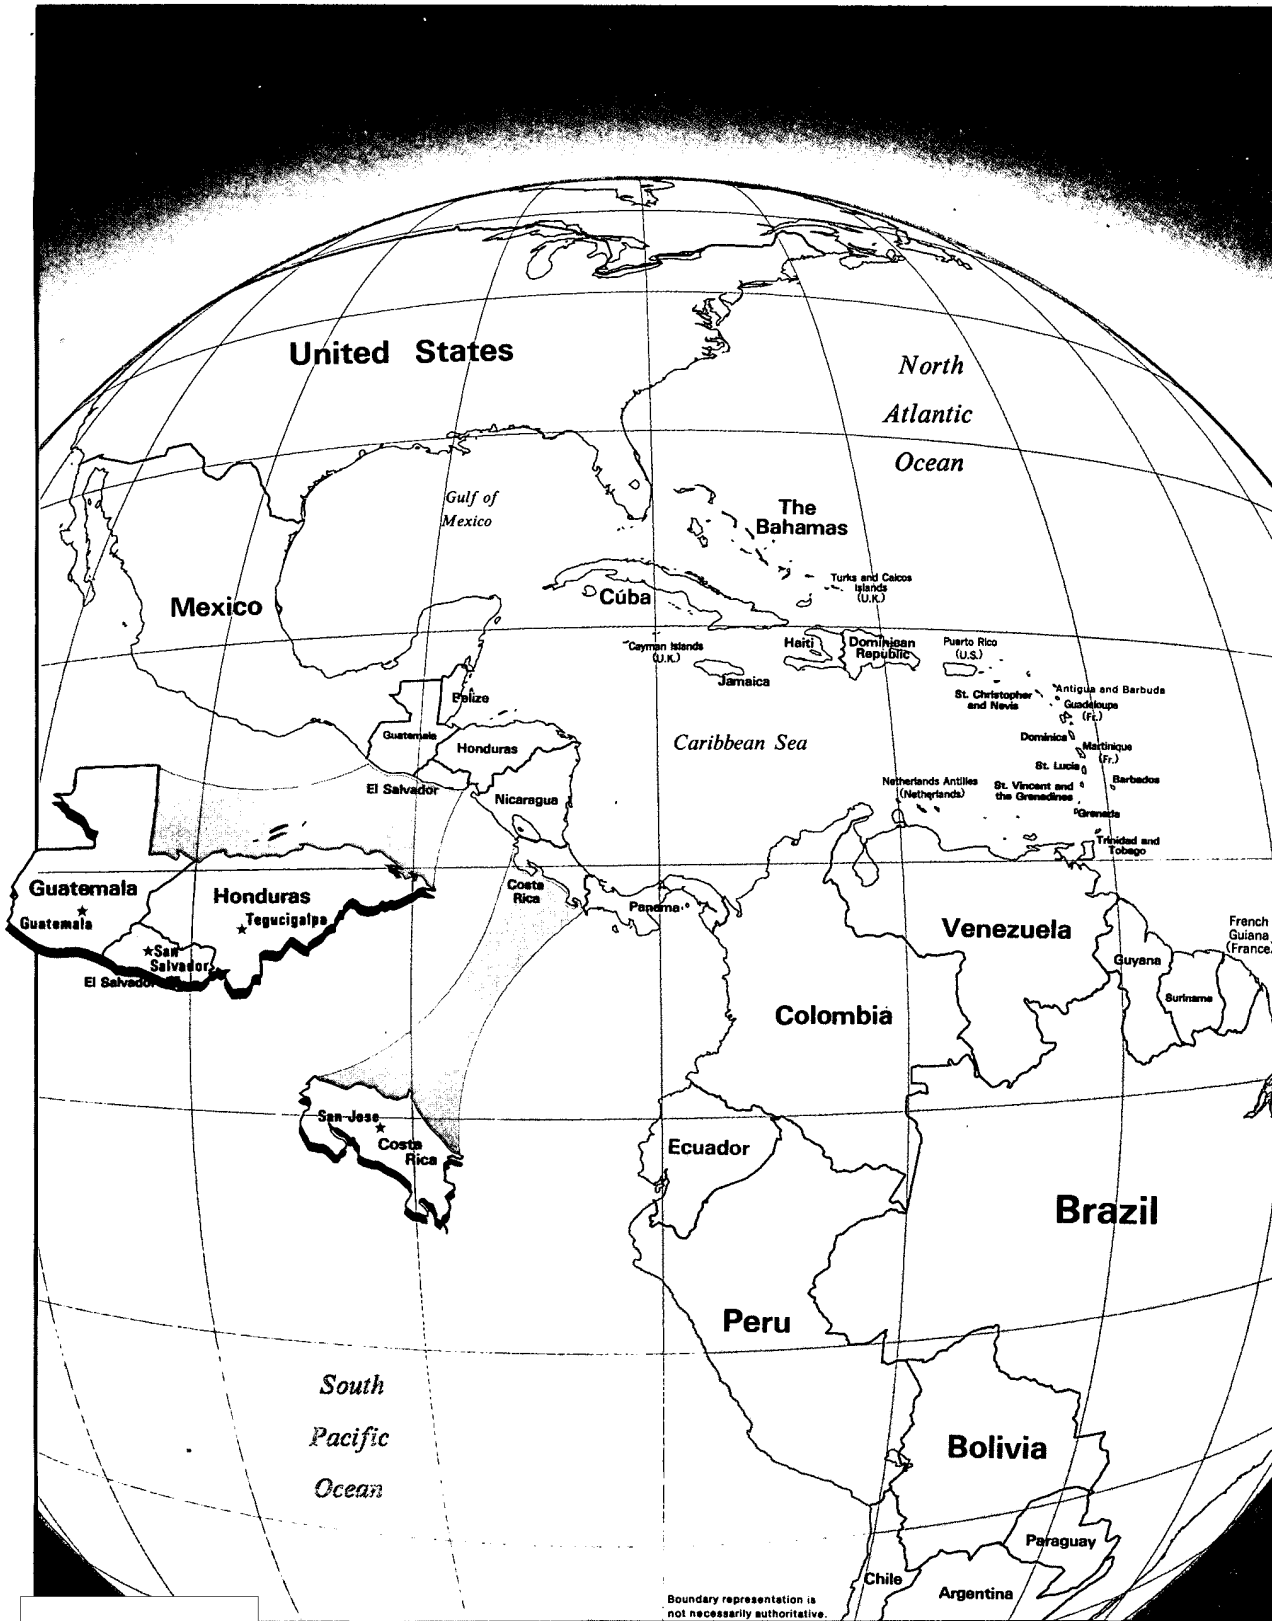 United States
North
Atlantic
Ocean
Gulf of
Mexico
The
Bahamas
Turks and Caicos
Islands
(U.K.)
Mexico
Cúba
Cayman Islands
(U.K.)
Haiti
Dominican
Republic
Puerto Rico
(U.S.)
Jamaica
Belize
St. Christopher
and Nevis
Antigua and Barbuda
Guadeloupe
(Fr.)
Dominica
Martinique
(Fr.)
St. Lucia
Barbados
St. Vincent and
the Grenadines
Grenada
Trinidad and
Tobago
Netherlands Antilles
(Netherlands)
Caribbean Sea
Guatemala
Honduras
El Salvador
Nicaragua
Costa
Rica
Panama
Guatemala
Guatemala
Honduras
Tegucigalpa
San
Salvador
El Salvador
Venezuela
French
Guiana
(France)
Guyana
Suriname
Colombia
San Jose
Costa
Rica
Ecuador
Brazil
Peru
South
Pacific
Ocean
Bolivia
Paraguay
Chile
Argentina
Boundary representation is
not necessarily authoritative.